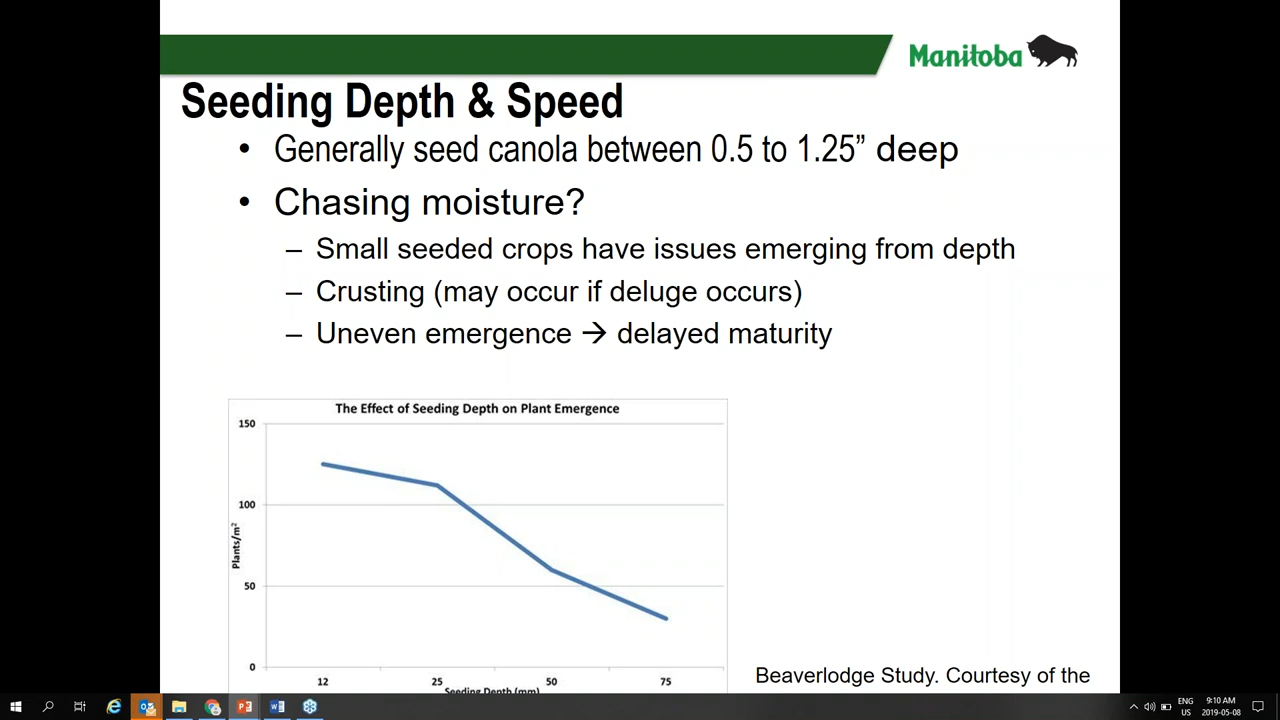 Manitoba
Seeding Depth & Speed
• Generally seed canola between 0.5 to 1.25” deep
• Chasing moisture?
– Small seeded crops have issues emerging from depth
– Crusting (may occur if deluge occurs)
– Uneven emergence → delayed maturity
The Effect of Seeding Depth on Plant Emergence
150
100
50
0
Plants/m²
12 25 50 75
Seeding Depth (mm)
Beaverlodge Study. Courtesy of the
ENG 9:10 AM
US 2019-05-08